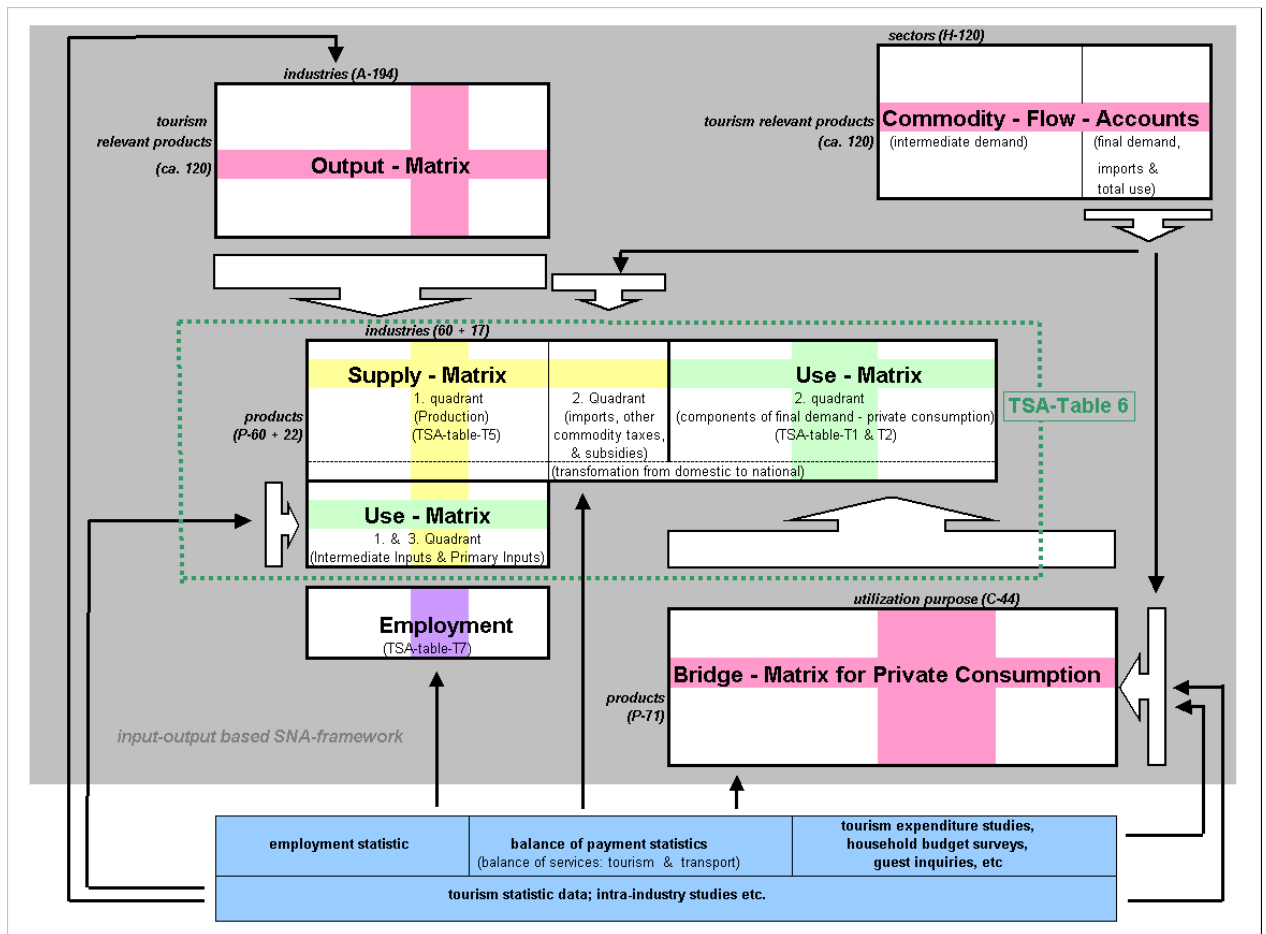 sectors (H-120)
industries (A-194)
tourism
relevant products
(ca. 120)
Output - Matrix
tourism relevant products
(ca. 120)
Commodity - Flow - Accounts
(intermediate demand)
(final demand,
imports &
total use)
industries (60 + 17)
products
(P-60 + 22)
Supply - Matrix
1. quadrant
(Production)
(TSA-table-T5)
2. Quadrant
(imports, other
commodity taxes,
& subsidies)
Use - Matrix
2. quadrant
(components of final demand - private consumption)
(TSA-table-T1 & T2)
TSA-Table 6
(transfomation from domestic to national)
Use - Matrix
1. & 3. Quadrant
(Intermediate Inputs & Primary Inputs)
Employment
(TSA-table-T7)
utilization purpose (C-44)
products
(P-71)
Bridge - Matrix for Private Consumption
input-output based SNA-framework
employment statistic
balance of payment statistics
(balance of services: tourism & transport)
tourism expenditure studies,
household budget surveys,
guest inquiries, etc
tourism statistic data; intra-industry studies etc.